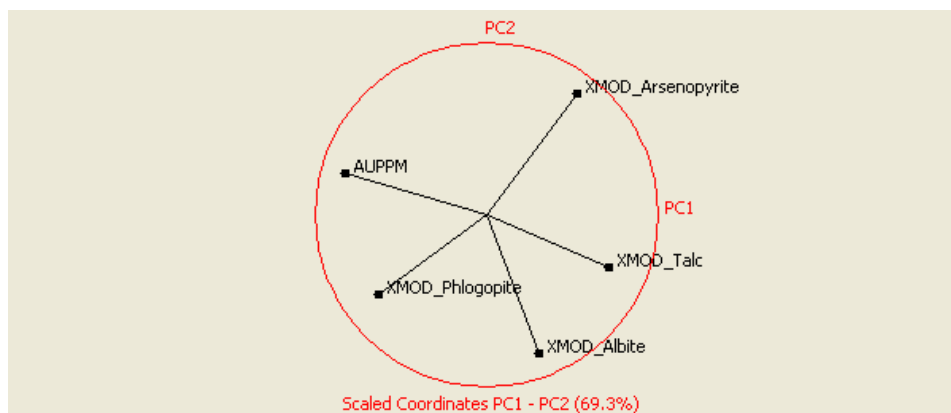 PC2
XMOD_Arsenopyrite
AUPPM
PC1
XMOD_Talc
XMOD_Phlogopite
XMOD_Albite
Scaled Coordinates PC1 - PC2 (69.3%)